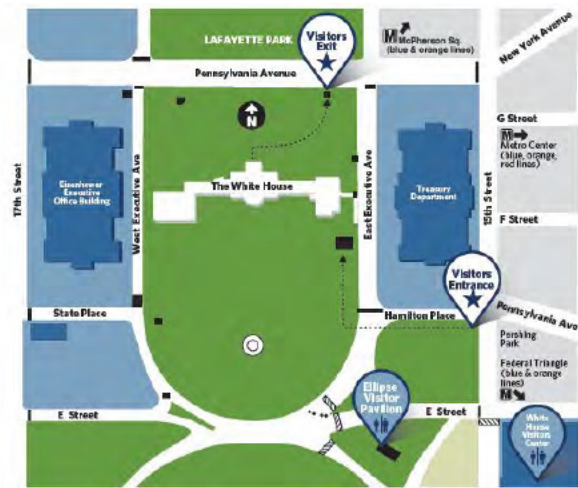 LAFAYETTE PARK
Visitors
Exit
M
McPherson Sq.
(blue & orange lines)
New York Avenue
Pennsylvania Avenue
N
G Street
M
Metro Center
(blue, orange,
red lines)
17th Street
Eisenhower
Executive
Office Building
West Executive Ave
The White House
East Executive Ave
Treasury
Department
15th Street
F Street
Visitors
Entrance
State Place
Hamilton Place
Pennsylvania Ave
Pershing
Park
Federal Triangle
(blue & orange
lines)
M
Ellipse
Visitor
Pavilion
E Street
E Street
White
House
Visitors
Center